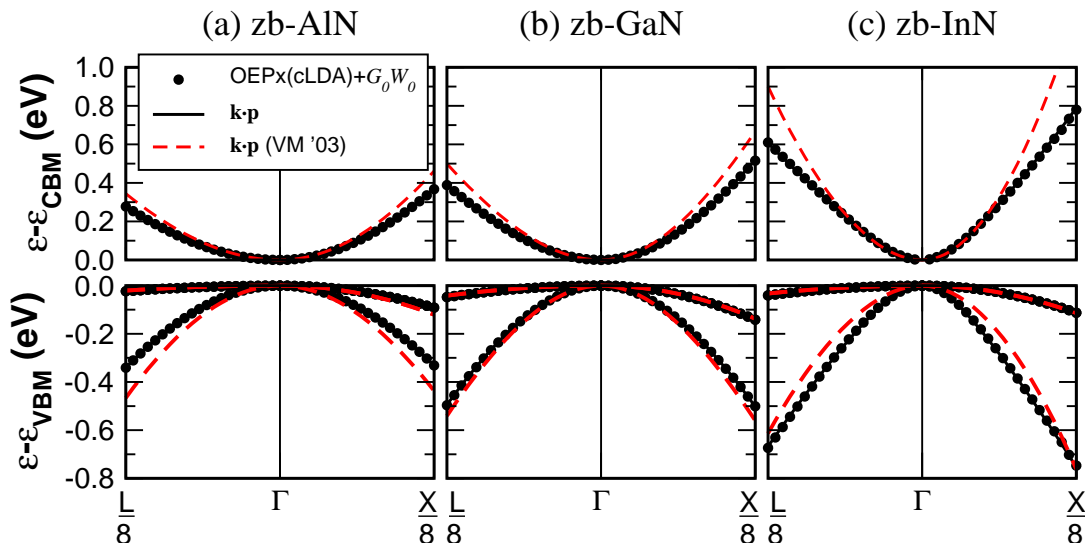 (a) zb-AlN (b) zb-GaN (c) zb-InN
OEPx(cLDA)+G₀W₀
k·p
k·p (VM '03)
ε-ε_CBM (eV)
1.0
0.8
0.6
0.4
0.2
0.0
ε-ε_VBM (eV)
0.0
-0.2
-0.4
-0.6
-0.8
L/8 Γ X/8 L/8 Γ X/8 L/8 Γ X/8